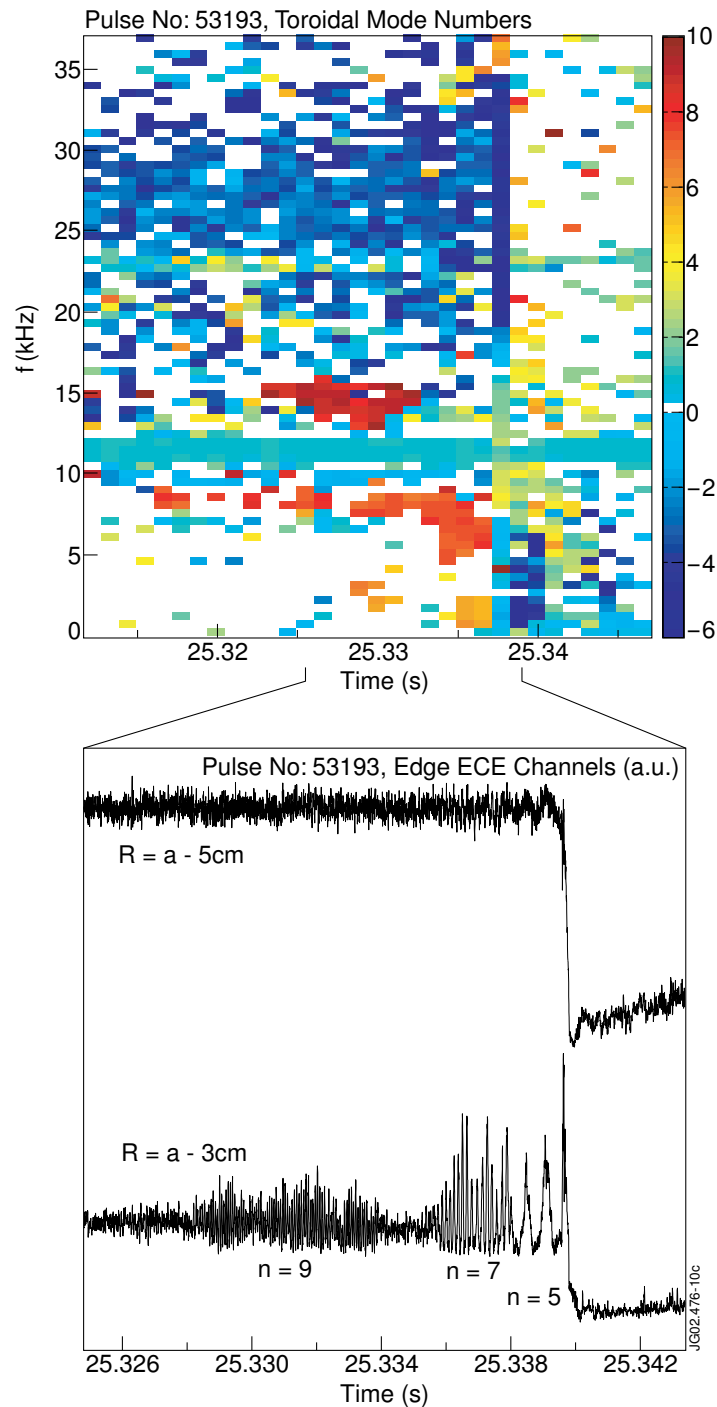 Pulse No: 53193, Toroidal Mode Numbers
35
30
25
20
15
10
5
0
f (kHz)
10
8
6
4
2
0
−2
−4
−6
25.32 25.33 25.34
Time (s)
Pulse No: 53193, Edge ECE Channels (a.u.)
R = a - 5cm
R = a - 3cm
n = 9
n = 7
n = 5
JG02.476-10c
25.326 25.330 25.334 25.338 25.342
Time (s)